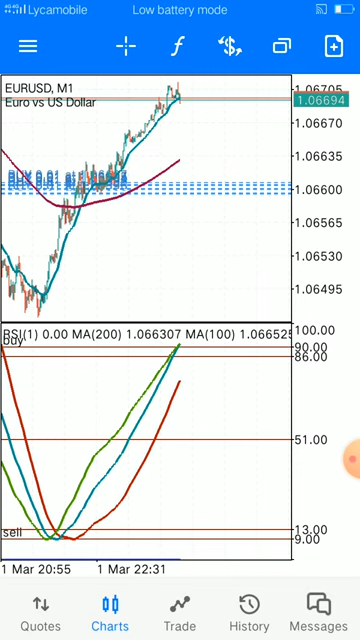 Lycamobile
Low battery mode
EURUSD, M1
Euro vs US Dollar
1.06705
1.06694
1.06670
1.06635
1.06600
1.06565
1.06530
1.06495
RSI(1) 0.00 MA(200) 1.066307 MA(100) 1.066525
buy
100.00
90.00
86.00
51.00
13.00
9.00
sell
1 Mar 20:55
1 Mar 22:31
Quotes
Charts
Trade
History
Messages